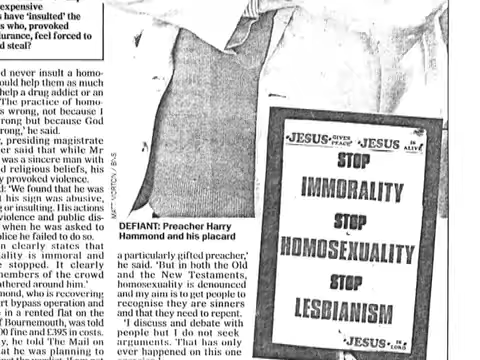 expensive
s have 'insulted' the
s who, provoked
durance, feel forced to
d steal?
d never insult a homo-
ould help them as much
help a drug addict or an
The practice of homo-
s wrong, not because I
rong but because God
rong,' he said.
, presiding magistrate
er said that while Mr
was a sincere man with
d religious beliefs, his
y provoked violence.
d: 'We found that he was
t his sign was abusive,
g or insulting. His actions
violence and public dis-
when he was asked to
lice he failed to do so.
n clearly states that
ality is immoral and
e stopped. It clearly
members of the crowd
athered around him.'
mond, who is recovering
rt bypass operation and
e in a rented flat on the
f Bournemouth, was told
00 fine and £395 in costs.
y, he told The Mail on
at he was planning to
MATT MORTON / BNS
DEFIANT: Preacher Harry
Hammond and his placard
a particularly gifted preacher,'
he said. 'But in both the Old
and the New Testaments,
homosexuality is denounced
and my aim is to get people to
recognise they are sinners
and that they need to repent.
'I discuss and debate with
people but I do not seek
arguments. That has only
ever happened on this one
JESUS GIVES PEACE JESUS IS ALIVE
STOP
IMMORALITY
STOP
HOMOSEXUALITY
STOP
LESBIANISM
JESUS IS LORD